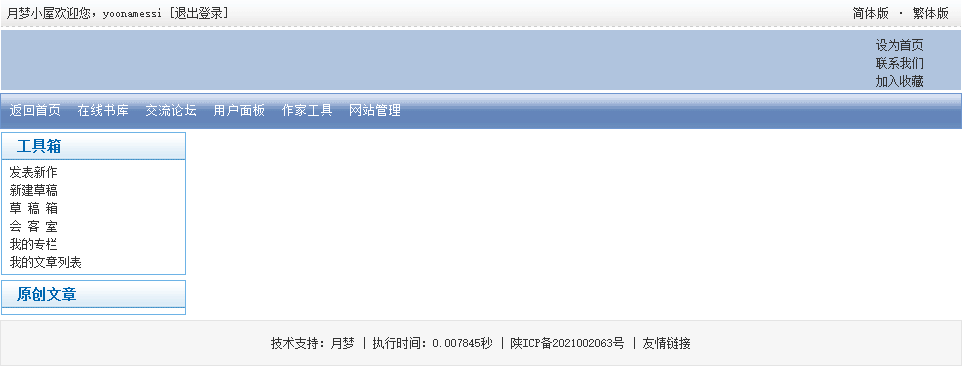 月梦小屋欢迎您，yoonamessi [退出登录] 简体版 · 繁体版
设为首页
联系我们
加入收藏
返回首页 在线书库 交流论坛 用户面板 作家工具 网站管理
工具箱
发表新作
新建草稿
草 稿 箱
会 客 室
我的专栏
我的文章列表
原创文章
技术支持：月梦 | 执行时间：0.007845秒 | 陕ICP备2021002063号 | 友情链接